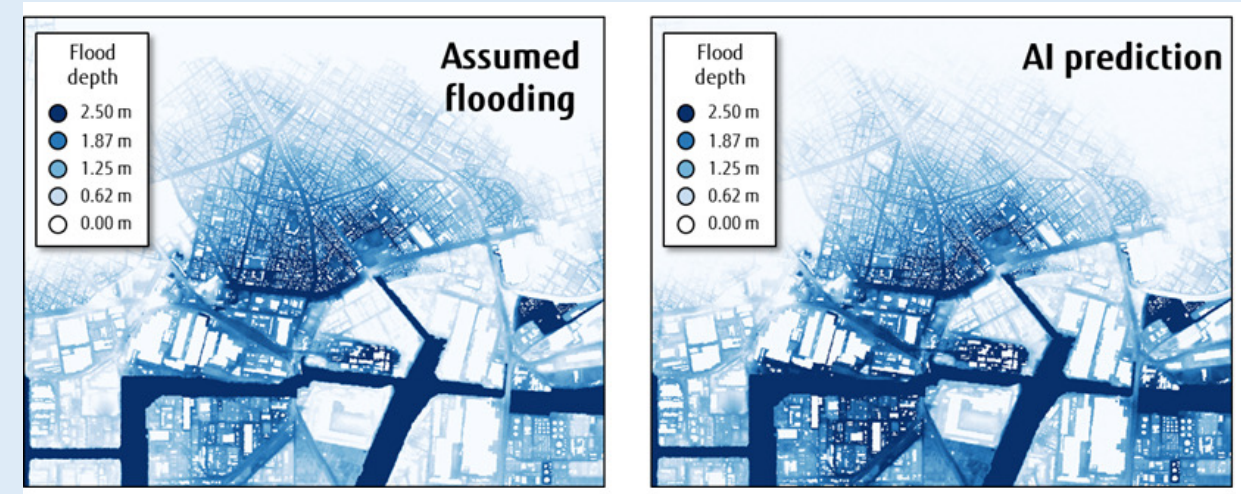 Flood
depth
2.50 m
1.87 m
1.25 m
0.62 m
0.00 m
Assumed
flooding
Flood
depth
2.50 m
1.87 m
1.25 m
0.62 m
0.00 m
AI prediction